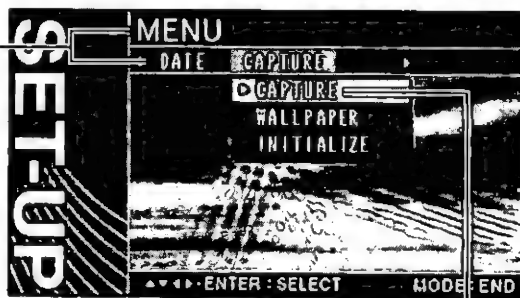 SET-UP
MENU
DATE CAPTURE
CAPTURE
WALLPAPER
INITIALIZE
▲▼◀▶・ENTER : SELECT MODE: END